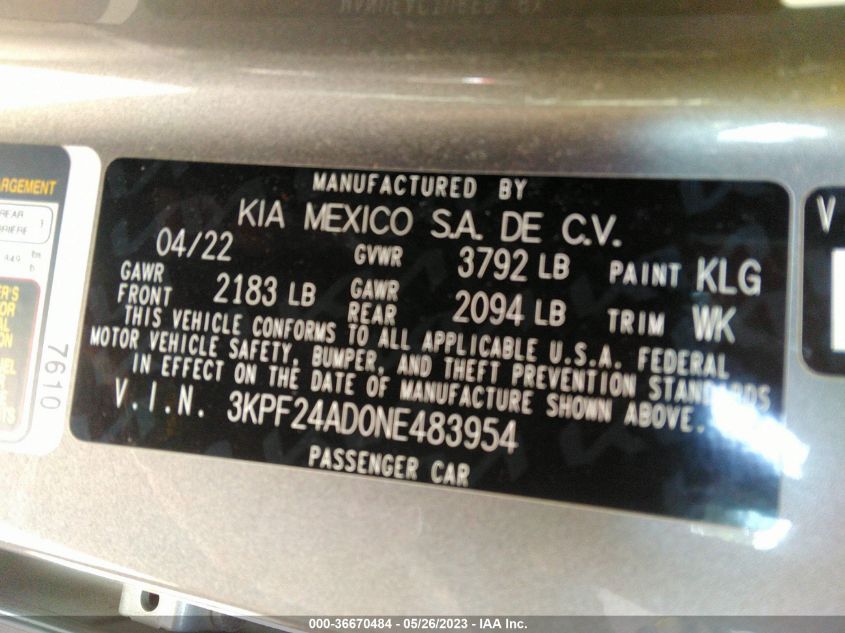 MANUFACTURED BY
KIA MEXICO S.A. DE C.V.
04/22 GVWR 3792 LB PAINT KLG
GAWR FRONT 2183 LB GAWR REAR 2094 LB TRIM WK
THIS VEHICLE CONFORMS TO ALL APPLICABLE U.S.A. FEDERAL
MOTOR VEHICLE SAFETY, BUMPER, AND THEFT PREVENTION STANDARDS
IN EFFECT ON THE DATE OF MANUFACTURE SHOWN ABOVE.
V.I.N. 3KPF24AD0NE483954
PASSENGER CAR
ARGEMENT
REAR
7610
V
000-36670484 - 05/26/2023 - IAA Inc.